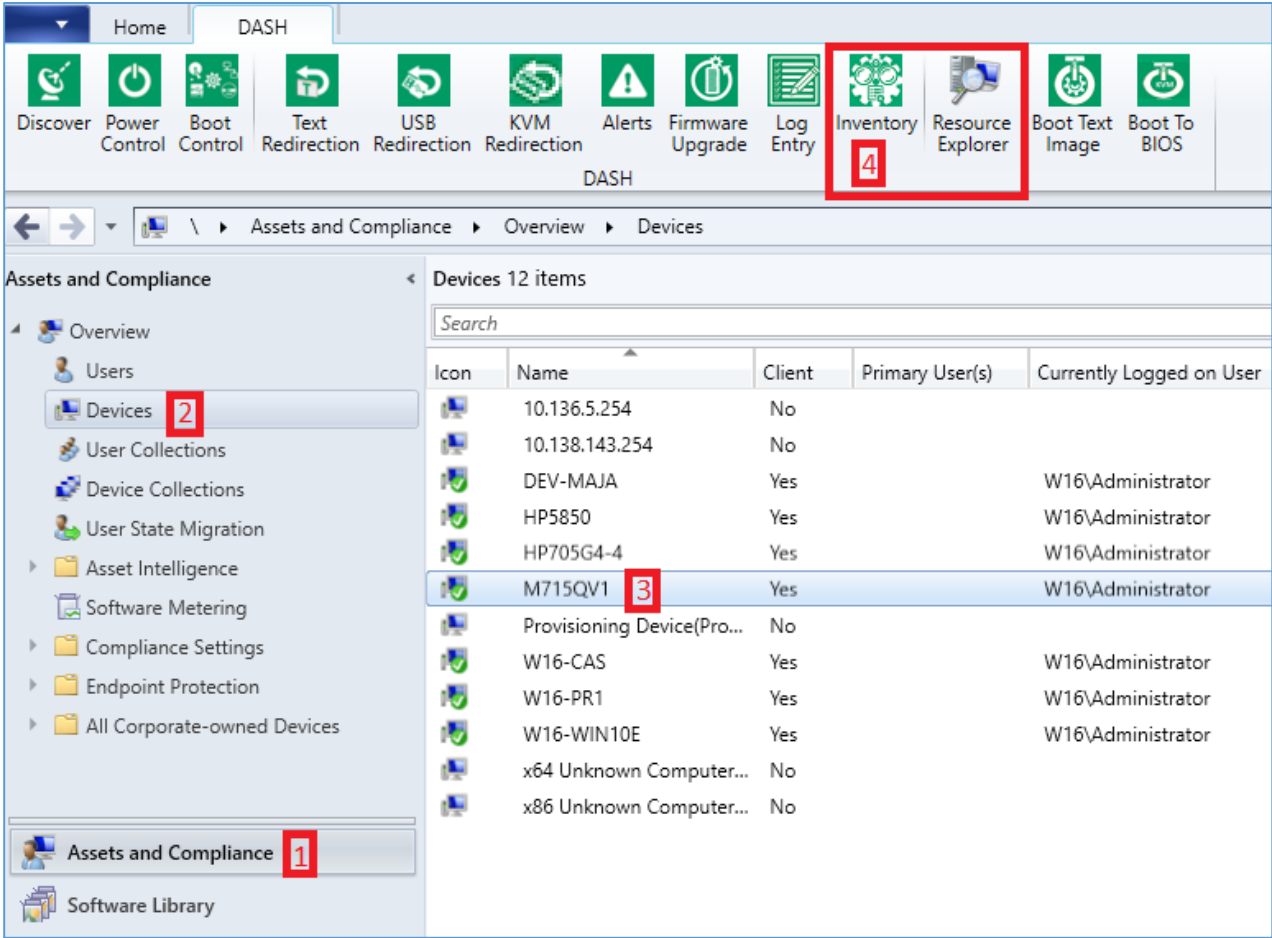 Home DASH
Discover Power Control Boot Control Text Redirection USB Redirection KVM Redirection Alerts Firmware Upgrade Log Entry Inventory Resource Explorer Boot Text Image Boot To BIOS
4
DASH
\ Assets and Compliance Overview Devices
Assets and Compliance
Overview
Users
Devices 2
User Collections
Device Collections
User State Migration
Asset Intelligence
Software Metering
Compliance Settings
Endpoint Protection
All Corporate-owned Devices
Assets and Compliance 1
Software Library
Devices 12 items
Search
Icon Name Client Primary User(s) Currently Logged on User
10.136.5.254 No
10.138.143.254 No
DEV-MAJA Yes W16\Administrator
HP5850 Yes W16\Administrator
HP705G4-4 Yes W16\Administrator
M715QV1 3 Yes W16\Administrator
Provisioning Device(Pro... No
W16-CAS Yes W16\Administrator
W16-PR1 Yes W16\Administrator
W16-WIN10E Yes W16\Administrator
x64 Unknown Computer... No
x86 Unknown Computer... No